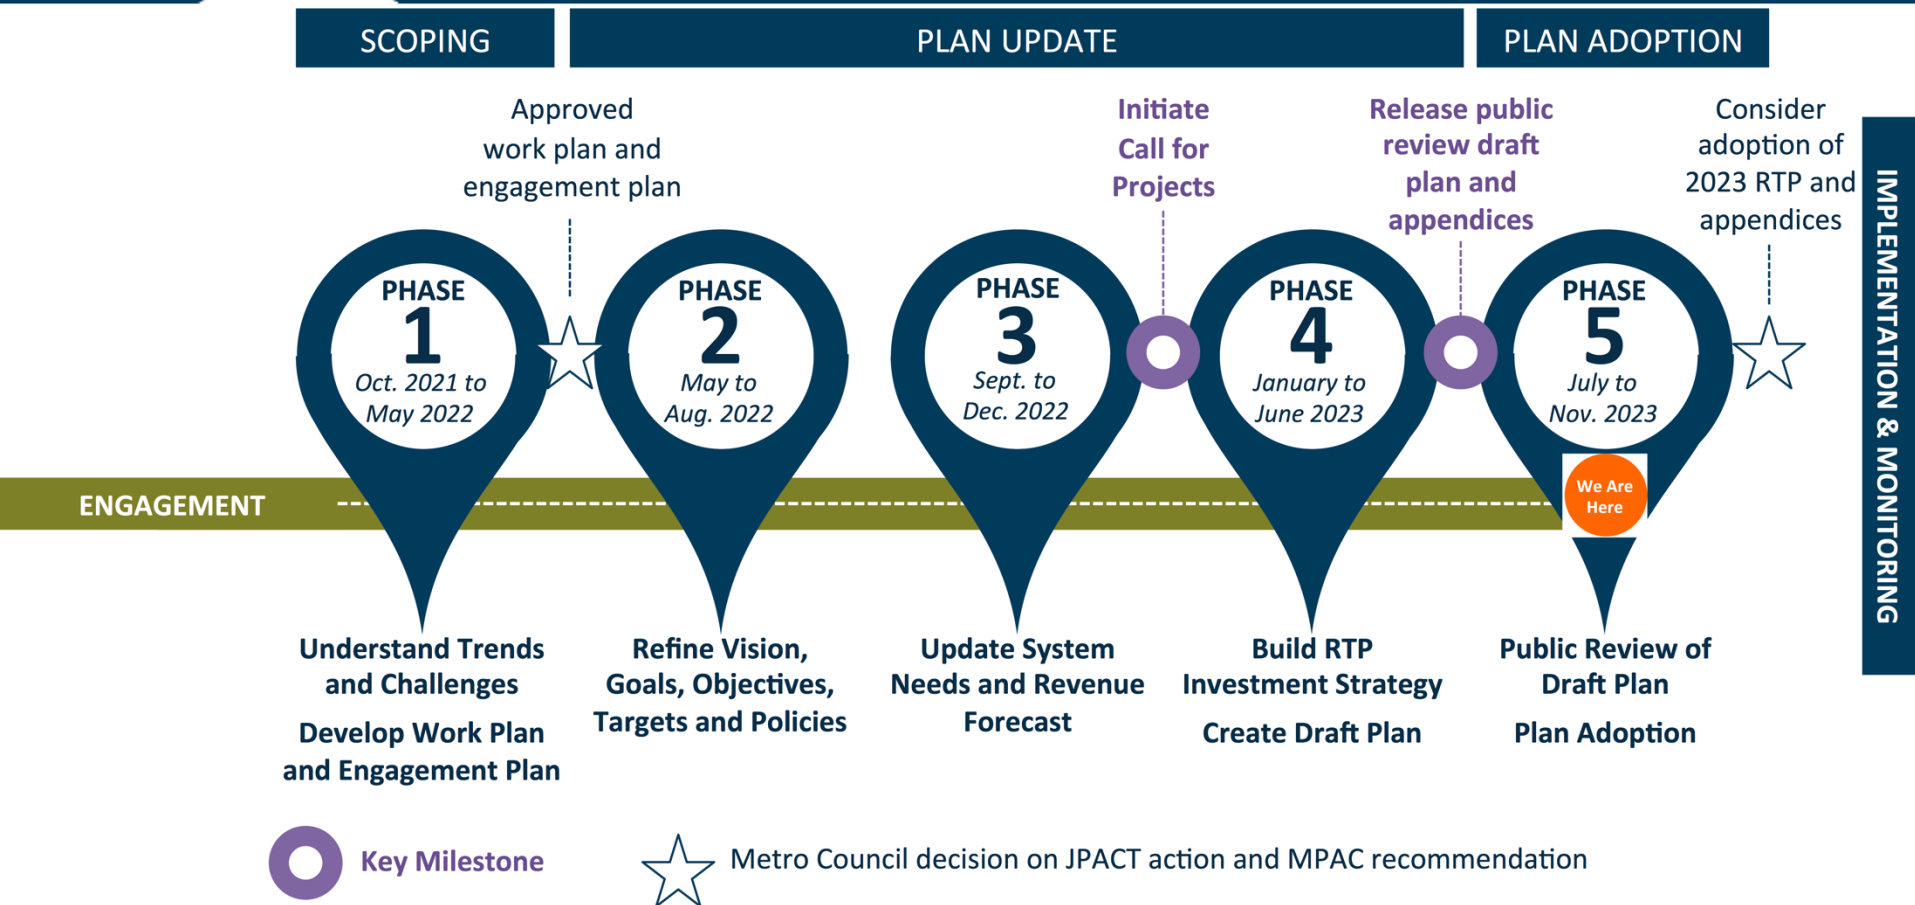 SCOPING
PLAN UPDATE
PLAN ADOPTION
Approved
work plan and
engagement plan
Initiate
Call for
Projects
Release public
review draft
plan and
appendices
Consider
adoption of
2023 RTP and
appendices
IMPLEMENTATION & MONITORING
PHASE
1
Oct. 2021 to
May 2022
PHASE
2
May to
Aug. 2022
PHASE
3
Sept. to
Dec. 2022
PHASE
4
January to
June 2023
PHASE
5
July to
Nov. 2023
ENGAGEMENT
We Are
Here
Understand Trends
and Challenges
Develop Work Plan
and Engagement Plan
Refine Vision,
Goals, Objectives,
Targets and Policies
Update System
Needs and Revenue
Forecast
Build RTP
Investment Strategy
Create Draft Plan
Public Review of
Draft Plan
Plan Adoption
Key Milestone
Metro Council decision on JPACT action and MPAC recommendation